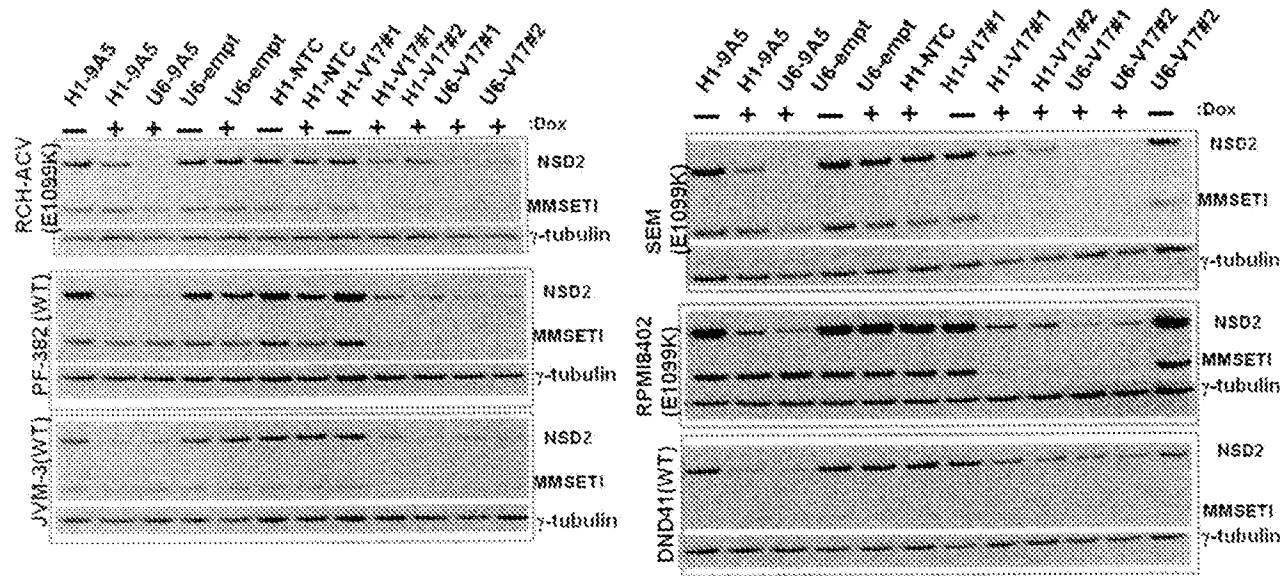 H1-9A5 H1-9A5 U6-9A5 U6-empt U6-empt H1-NTC H1-NTC H1-V17#1 H1-V17#1 H1-V17#2 U6-V17#1 U6-V17#2
− + + − + − + − + + + + :Dox
RCH-ACV (E1099K)
NSD2
MMSETI
γ-tubulin
PF-382 (WT)
NSD2
MMSETI
γ-tubulin
JVM-3(WT)
NSD2
MMSETI
γ-tubulin
H1-9A5 H1-9A5 U6-9A5 U6-empt U6-empt H1-NTC H1-V17#1 H1-V17#1 H1-V17#2 U6-V17#1 U6-V17#2 U6-V17#2
− + + − + + − + + + + − :Dox
SEM (E1099K)
NSD2
MMSETI
γ-tubulin
RPMI8402 (E1099K)
NSD2
MMSETI
γ-tubulin
DND41(WT)
NSD2
MMSETI
γ-tubulin